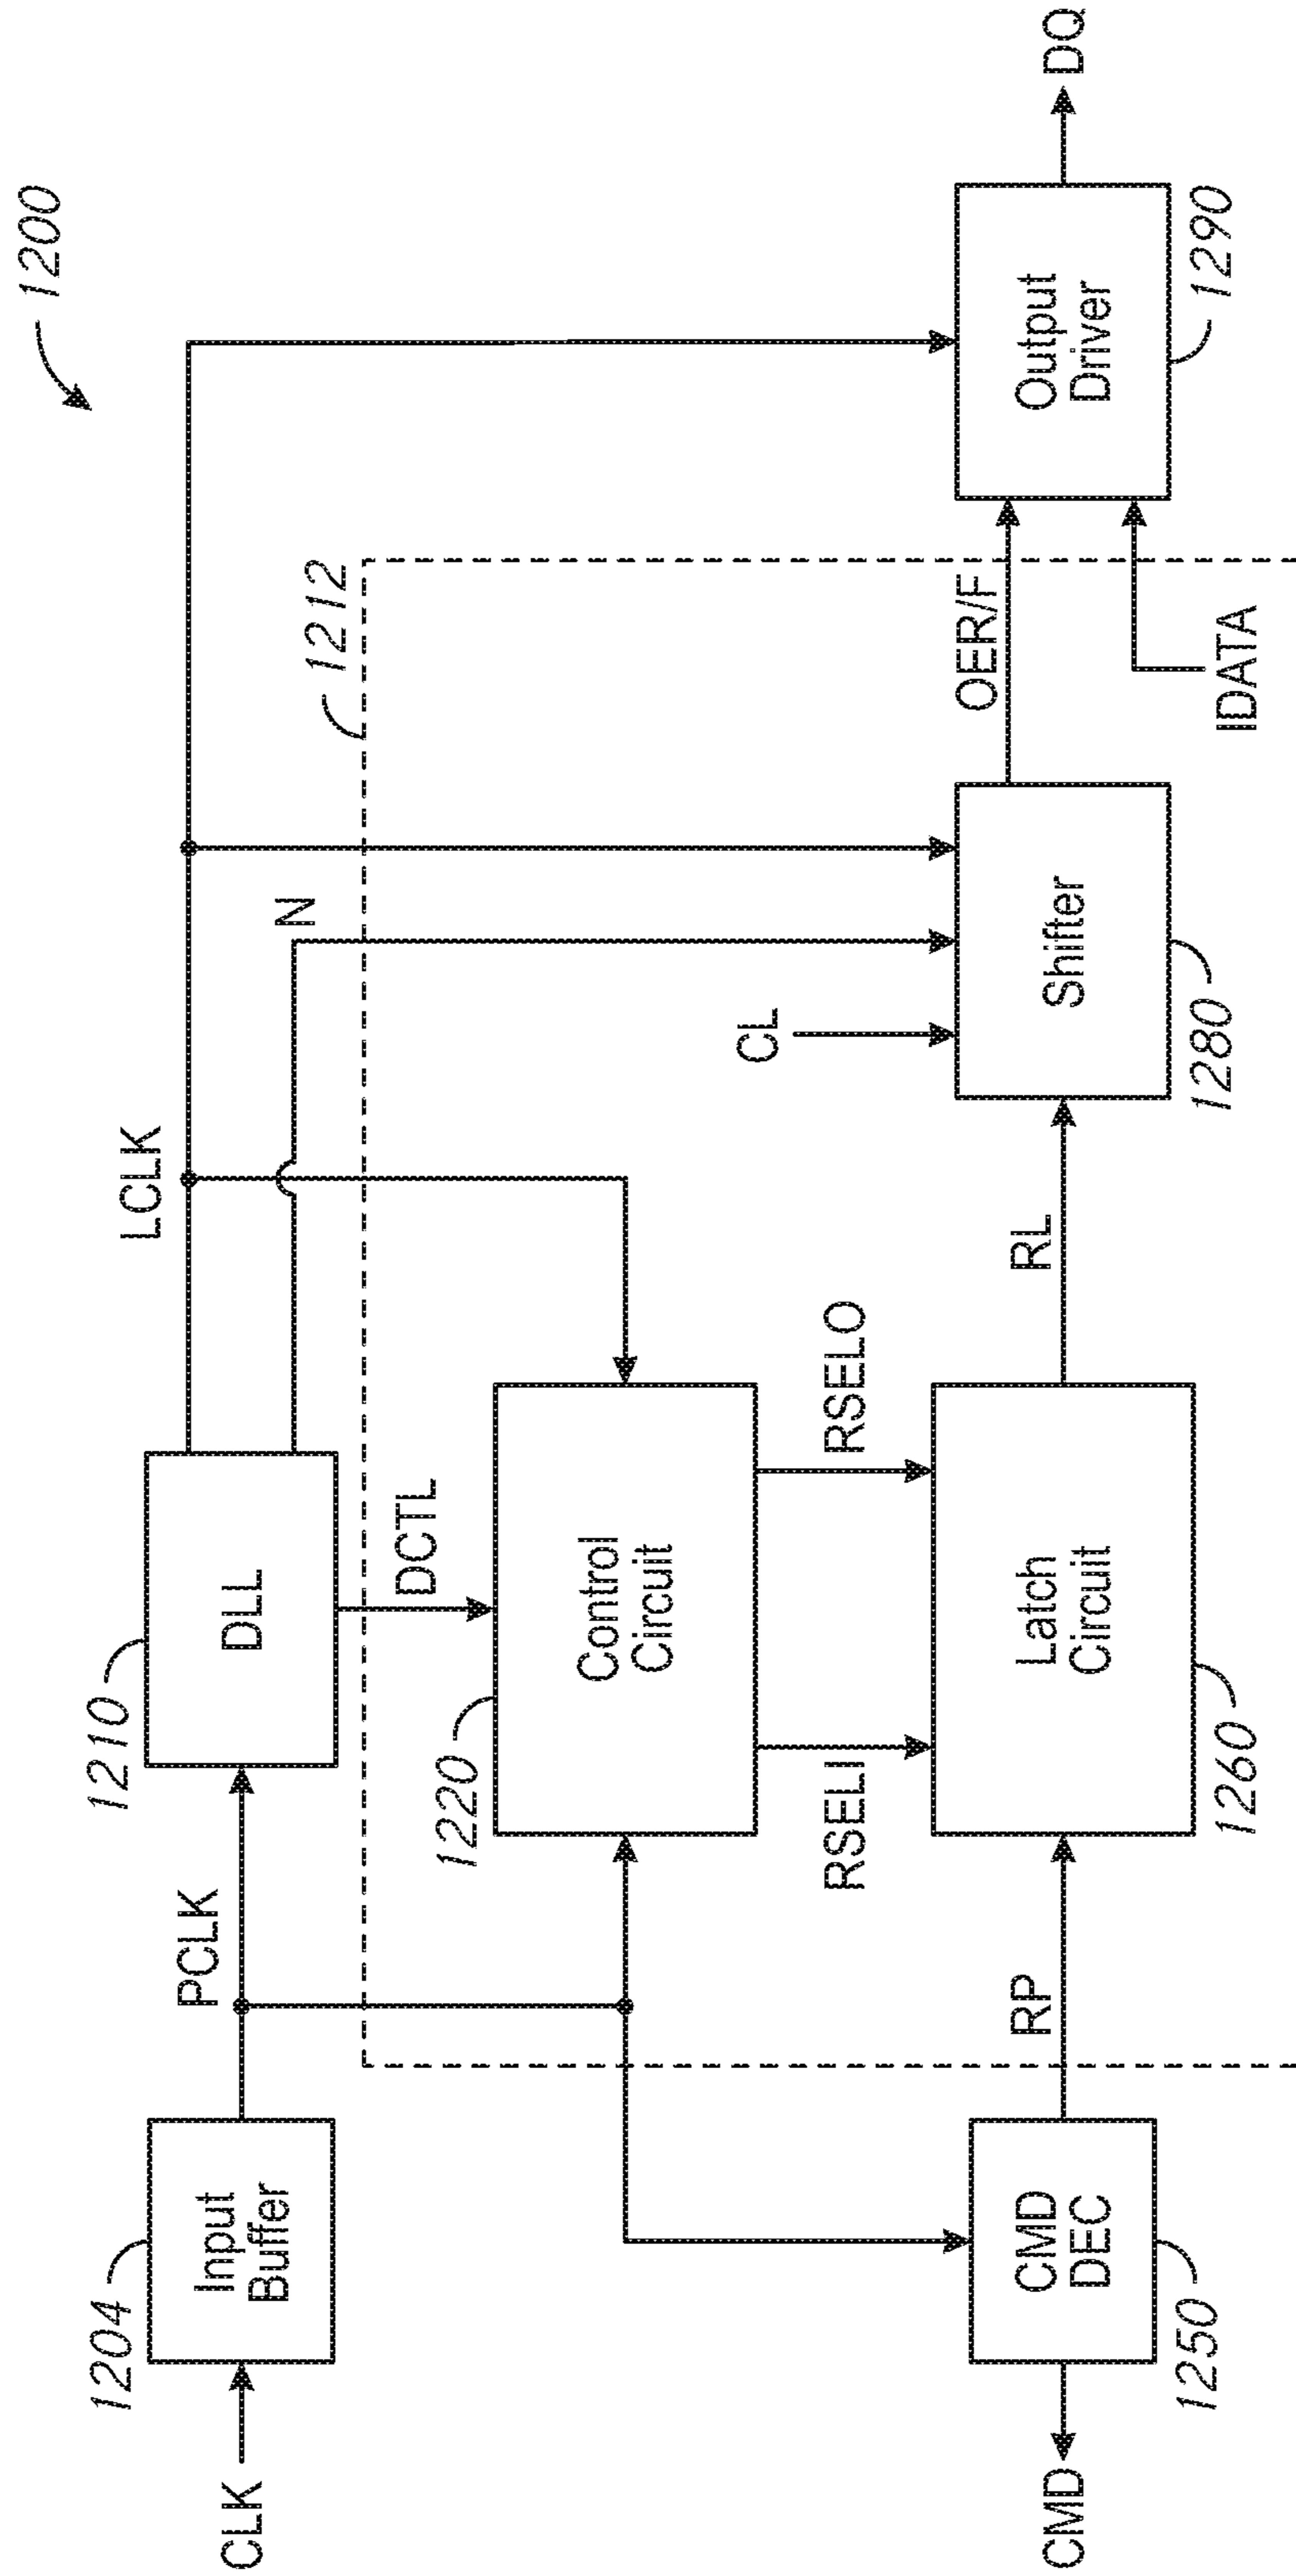 1200
LCLK
N
1212
1210
DLL
PCLK
1204
Input
Buffer
CLK
DCTL
1220
Control
Circuit
CL
RSELI
RSELO
OER/F
Output
Driver
DQ
1290
IDATA
Shifter
1280
RL
Latch
Circuit
1260
RP
CMD
DEC
1250
CMD